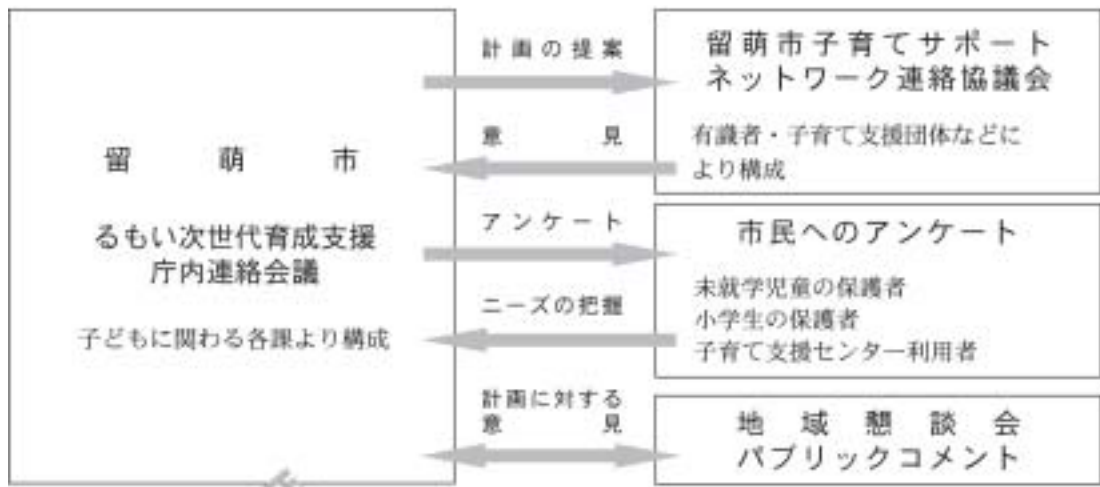 留萌市
るもい次世代育成支援
庁内連絡会議
子どもに関わる各課より構成
計画の提案
意見
アンケート
ニーズの把握
計画に対する
意見
留萌市子育てサポート
ネットワーク連絡協議会
有識者・子育て支援団体などに
より構成
市民へのアンケート
未就学児童の保護者
小学生の保護者
子育て支援センター利用者
地域懇談会
パブリックコメント